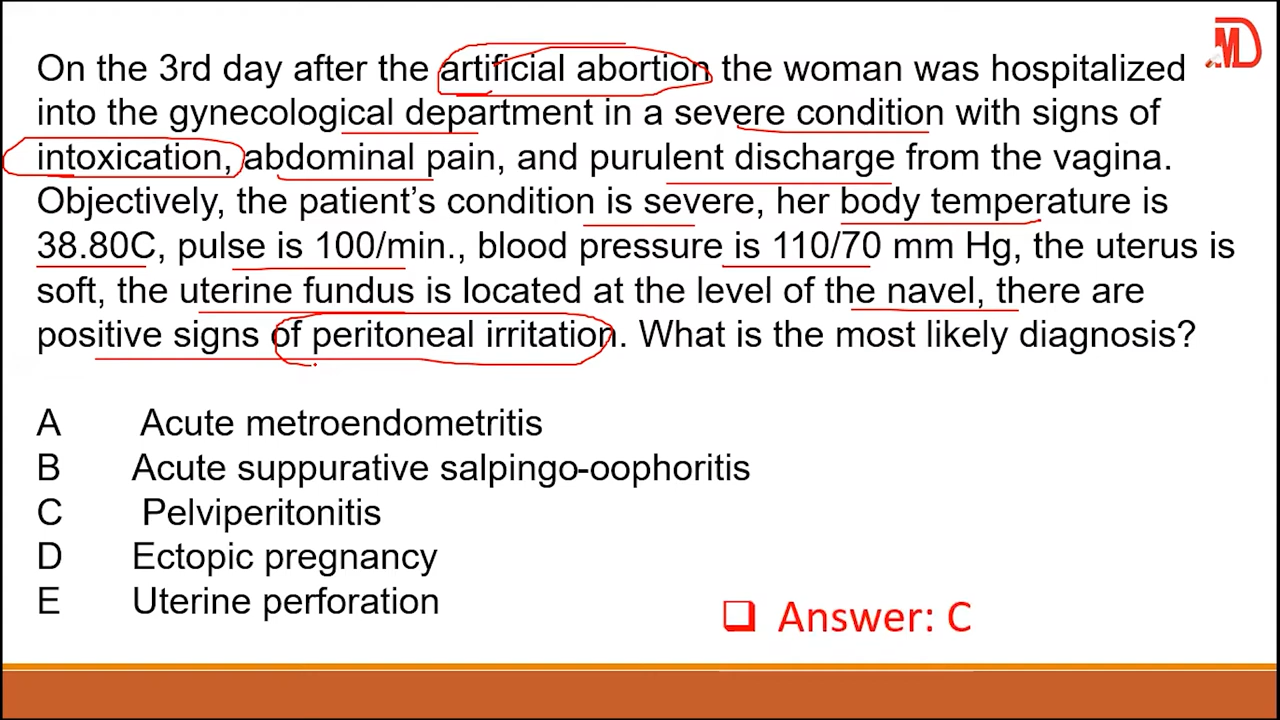 MD
On the 3rd day after the artificial abortion the woman was hospitalized
into the gynecological department in a severe condition with signs of
intoxication, abdominal pain, and purulent discharge from the vagina.
Objectively, the patient’s condition is severe, her body temperature is
38.80C, pulse is 100/min., blood pressure is 110/70 mm Hg, the uterus is
soft, the uterine fundus is located at the level of the navel, there are
positive signs of peritoneal irritation. What is the most likely diagnosis?
A Acute metroendometritis
B Acute suppurative salpingo-oophoritis
C Pelviperitonitis
D Ectopic pregnancy
E Uterine perforation
❑ Answer: C